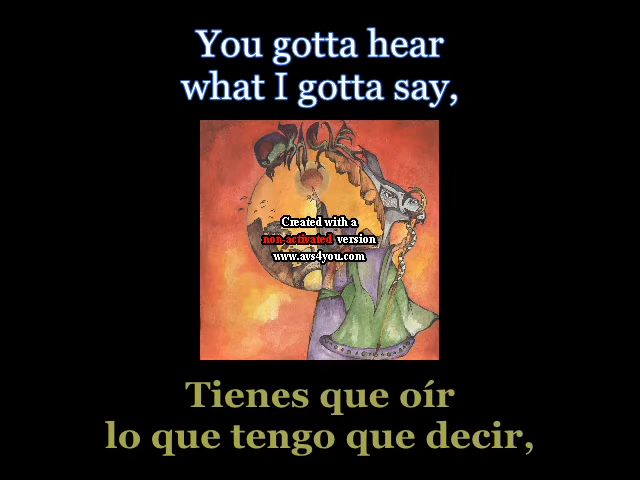 You gotta hear
what I gotta say,
Created with a
non-activated version
www.avs4you.com
Tienes que oír
lo que tengo que decir,